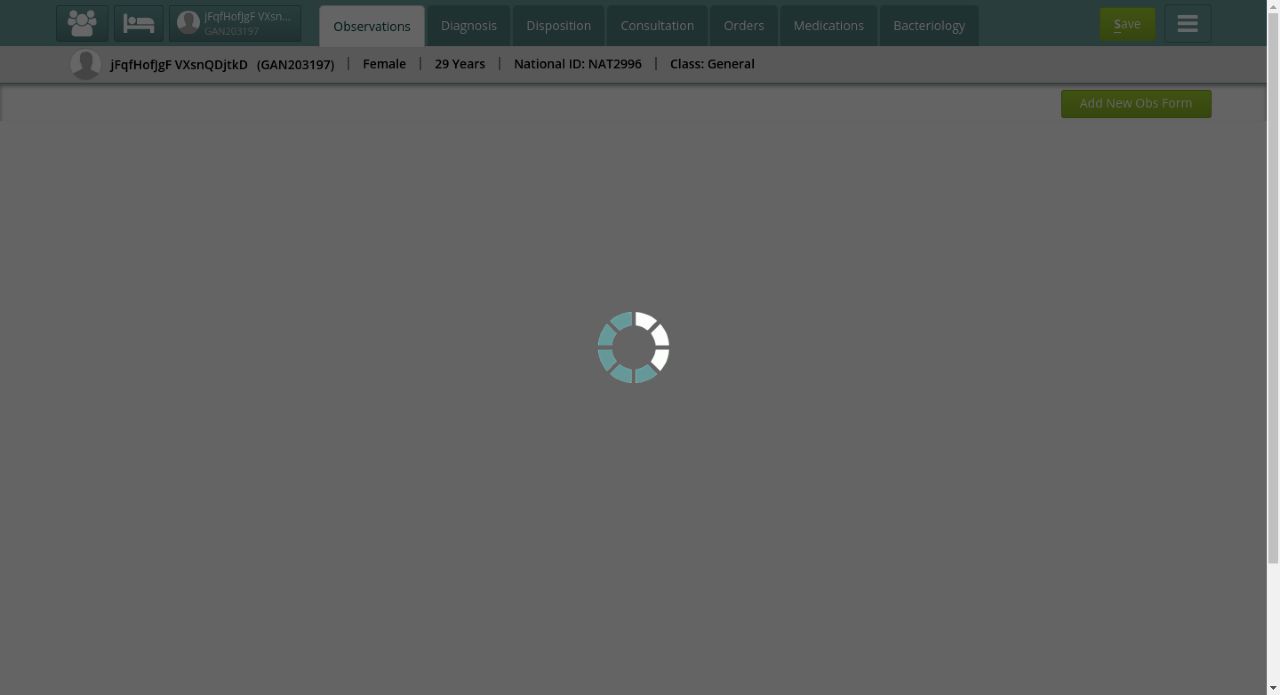 jFqfHofJgF VXsn...
GAN203197
Observations
Diagnosis
Disposition
Consultation
Orders
Medications
Bacteriology
Save
jFqfHofJgF VXsnQDjtkD (GAN203197) | Female | 29 Years | National ID: NAT2996 | Class: General
Add New Obs Form